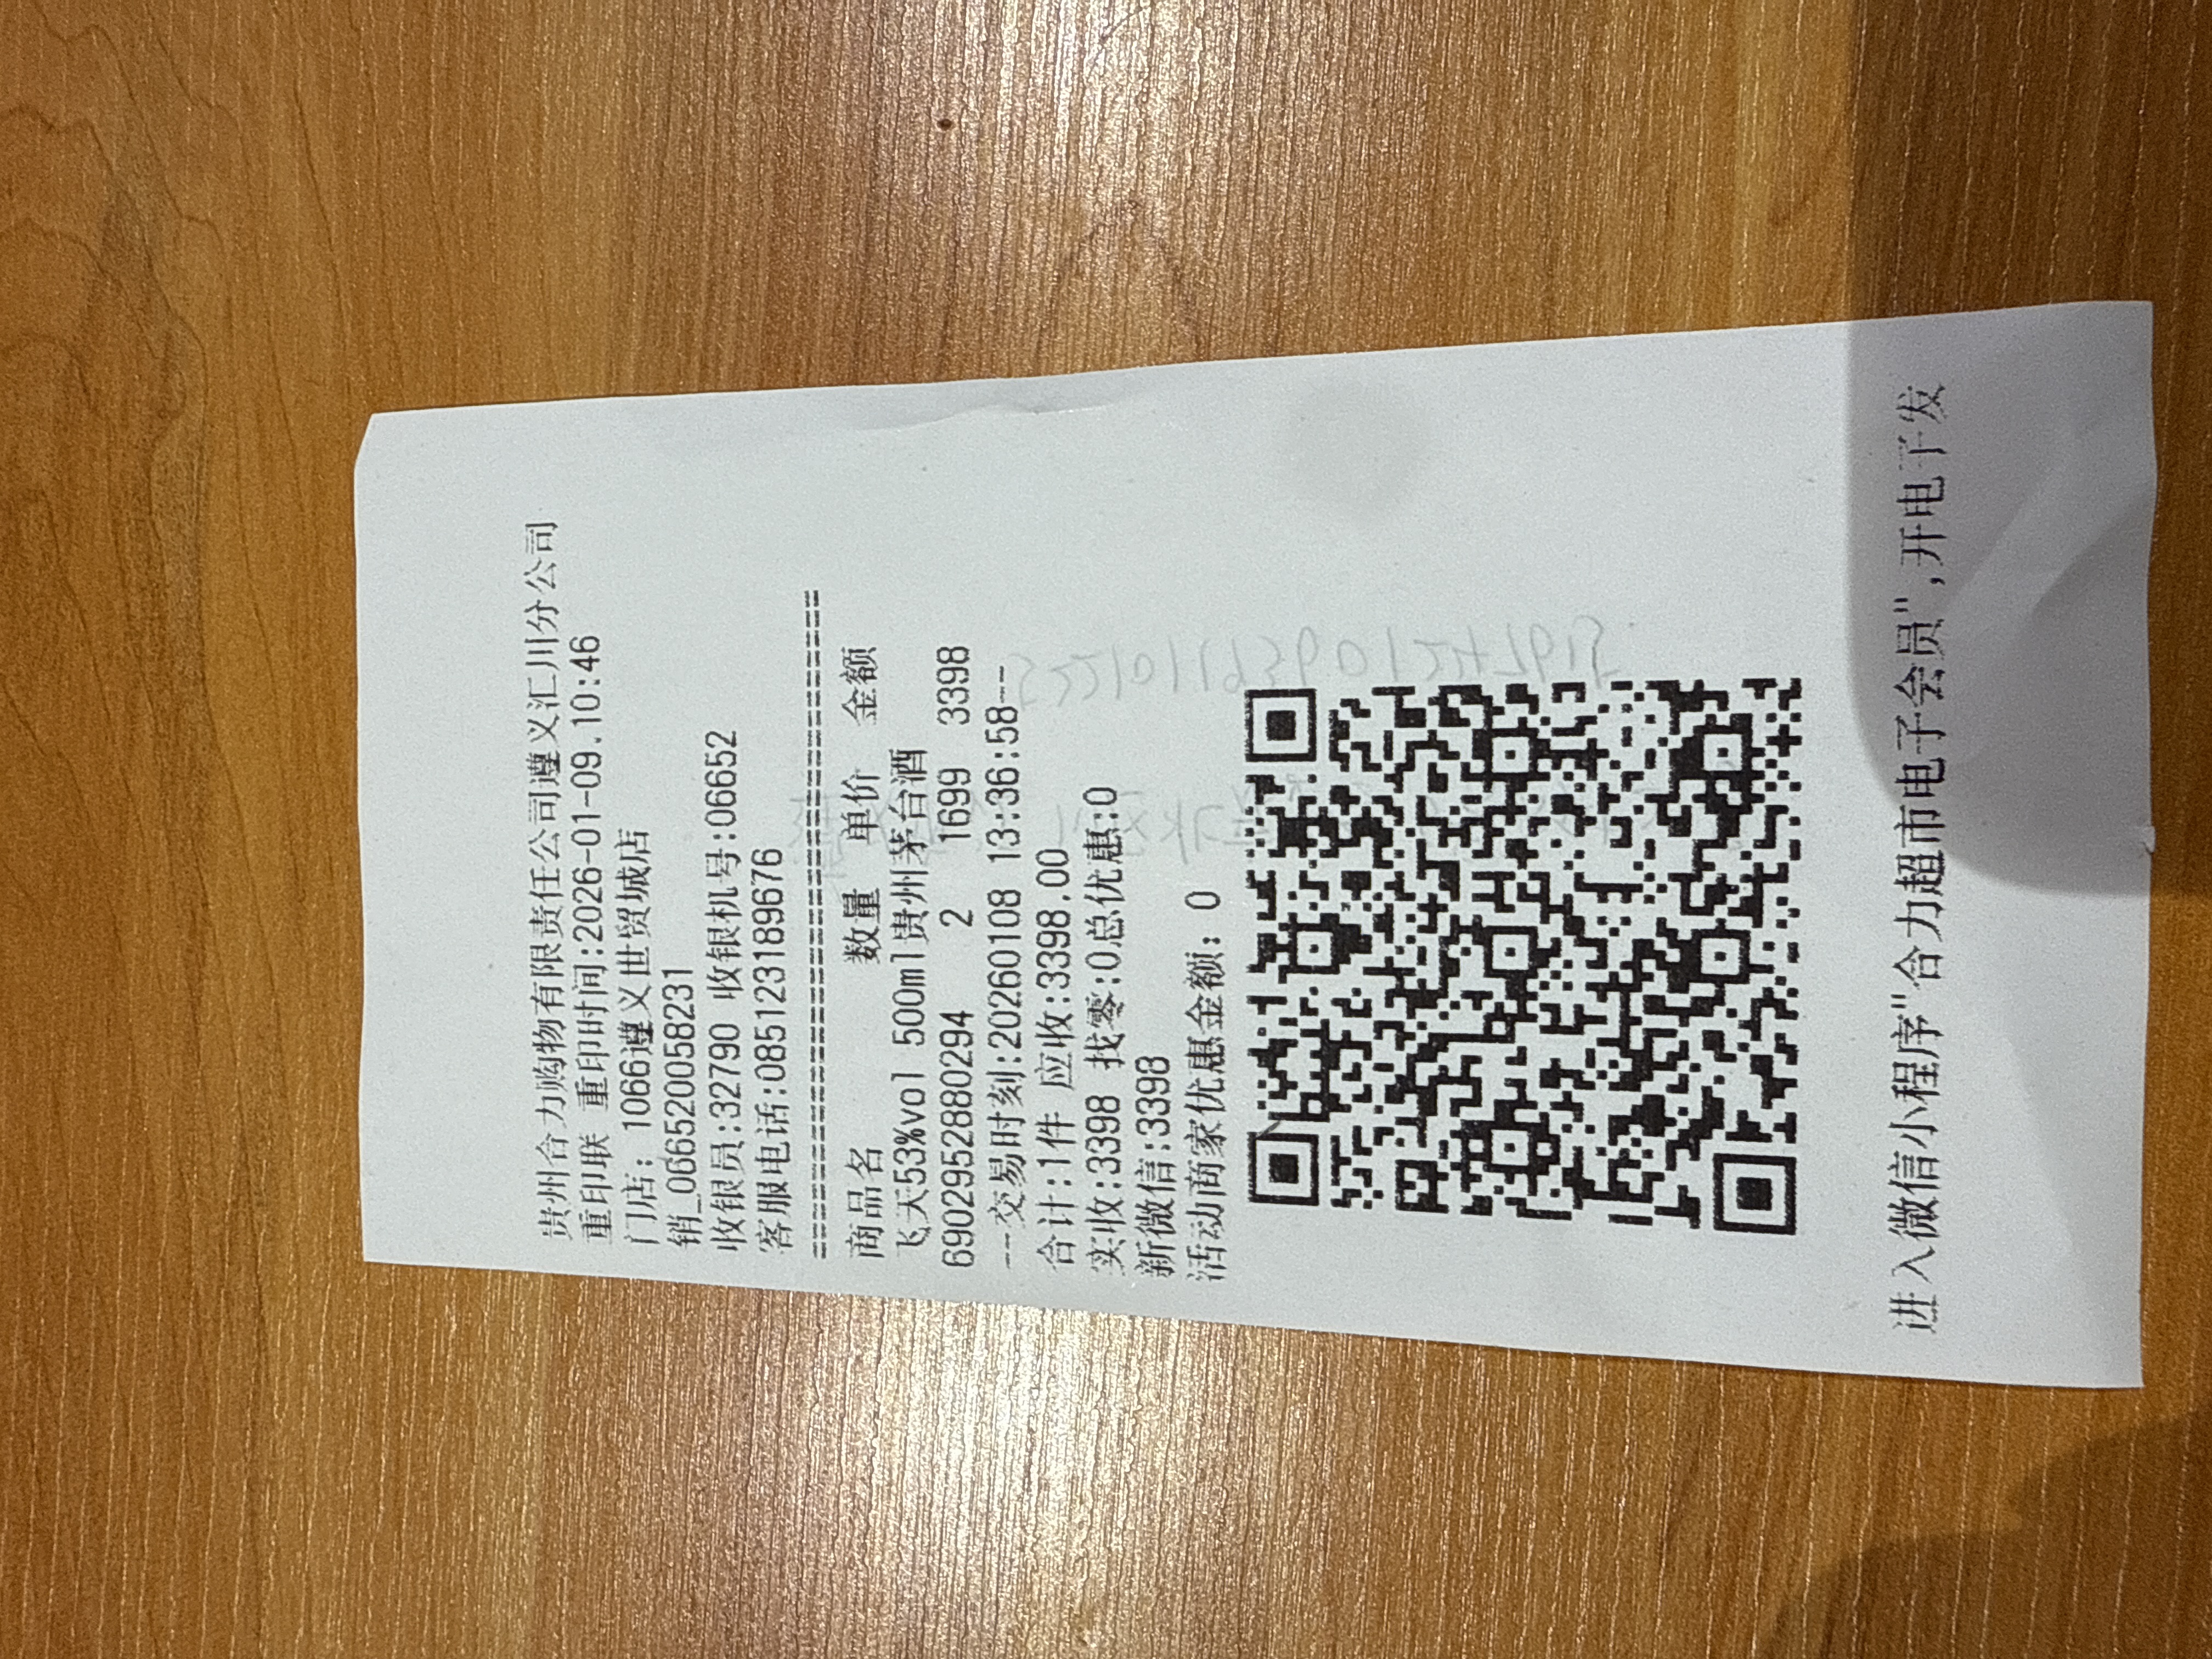 贵州合力购物有限责任公司遵义汇川分公司
重印联 重印时间:2026-01-09.10:46
门店: 1066遵义世贸城店
销_066520058231
收银员:32790 收银机号:06652
客服电话:085123189676
商品名 数量 单价 金额
飞天53%vol 500ml贵州茅台酒
6902952880294 2 1699 3398
--交易时刻:20260108 13:36:58--
合计:1件 应收:3398.00
实收:3398 找零:0总优惠:0
新微信:3398
活动商家优惠金额: 0
进入微信小程序"合力超市电子会员",开电子发